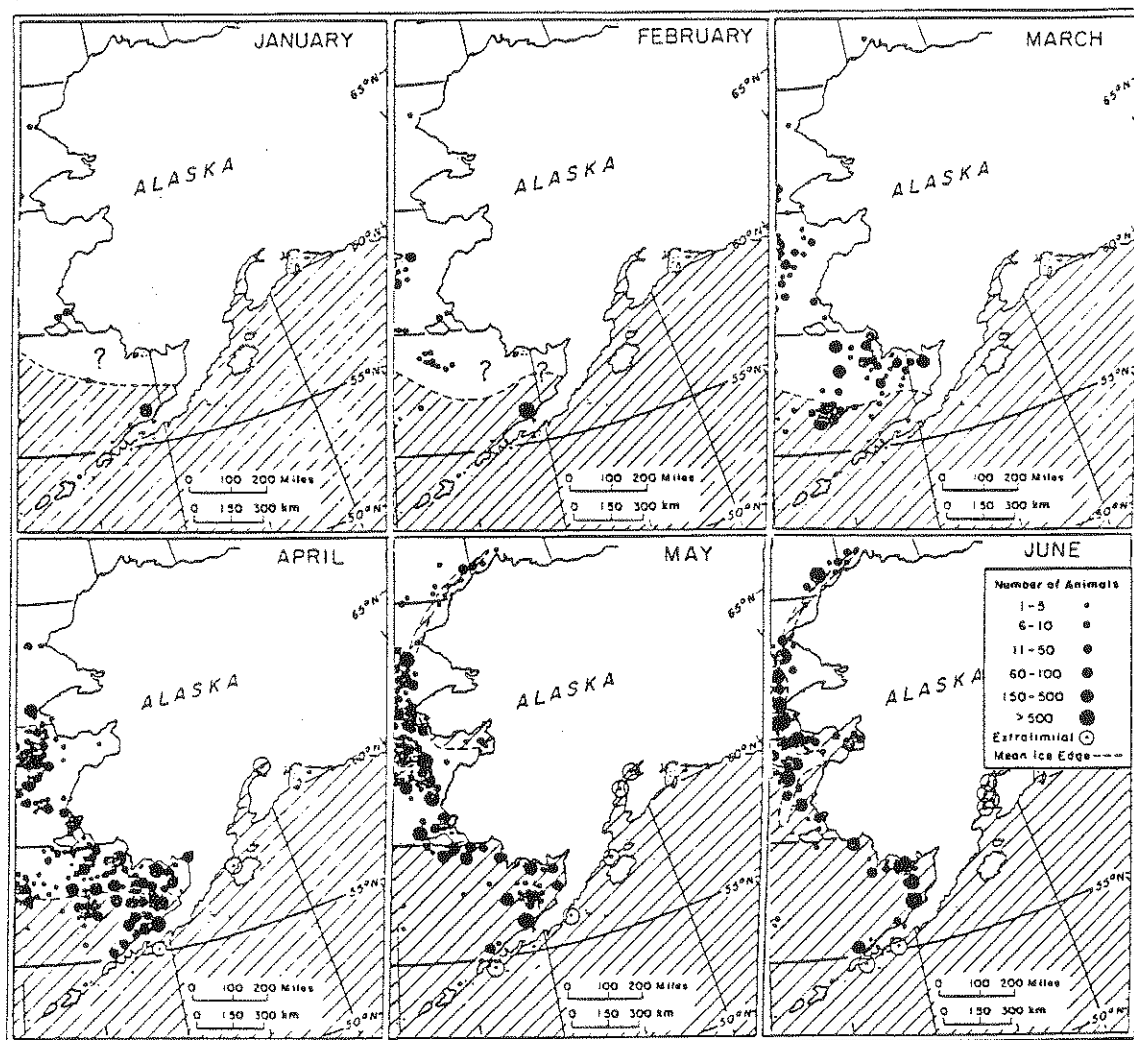 JANUARY
65°N
ALASKA
60°N
?
55°N
0 100 200 Miles
0 150 300 km
50°N
FEBRUARY
65°N
ALASKA
60°N
? ?
55°N
0 100 200 Miles
0 150 300 km
50°N
MARCH
65°N
ALASKA
60°N
55°N
0 100 200 Miles
0 150 300 km
50°N
APRIL
65°N
ALASKA
60°N
55°N
0 100 200 Miles
0 150 300 km
50°N
MAY
65°N
ALASKA
60°N
55°N
0 100 200 Miles
0 150 300 km
50°N
JUNE
Number of Animals
1-5
6-10
11-50
60-100
150-500
>500
Extralimital
Mean Ice Edge
ALASKA
60°N
55°N
0 100 200 Miles
0 150 300 km
50°N